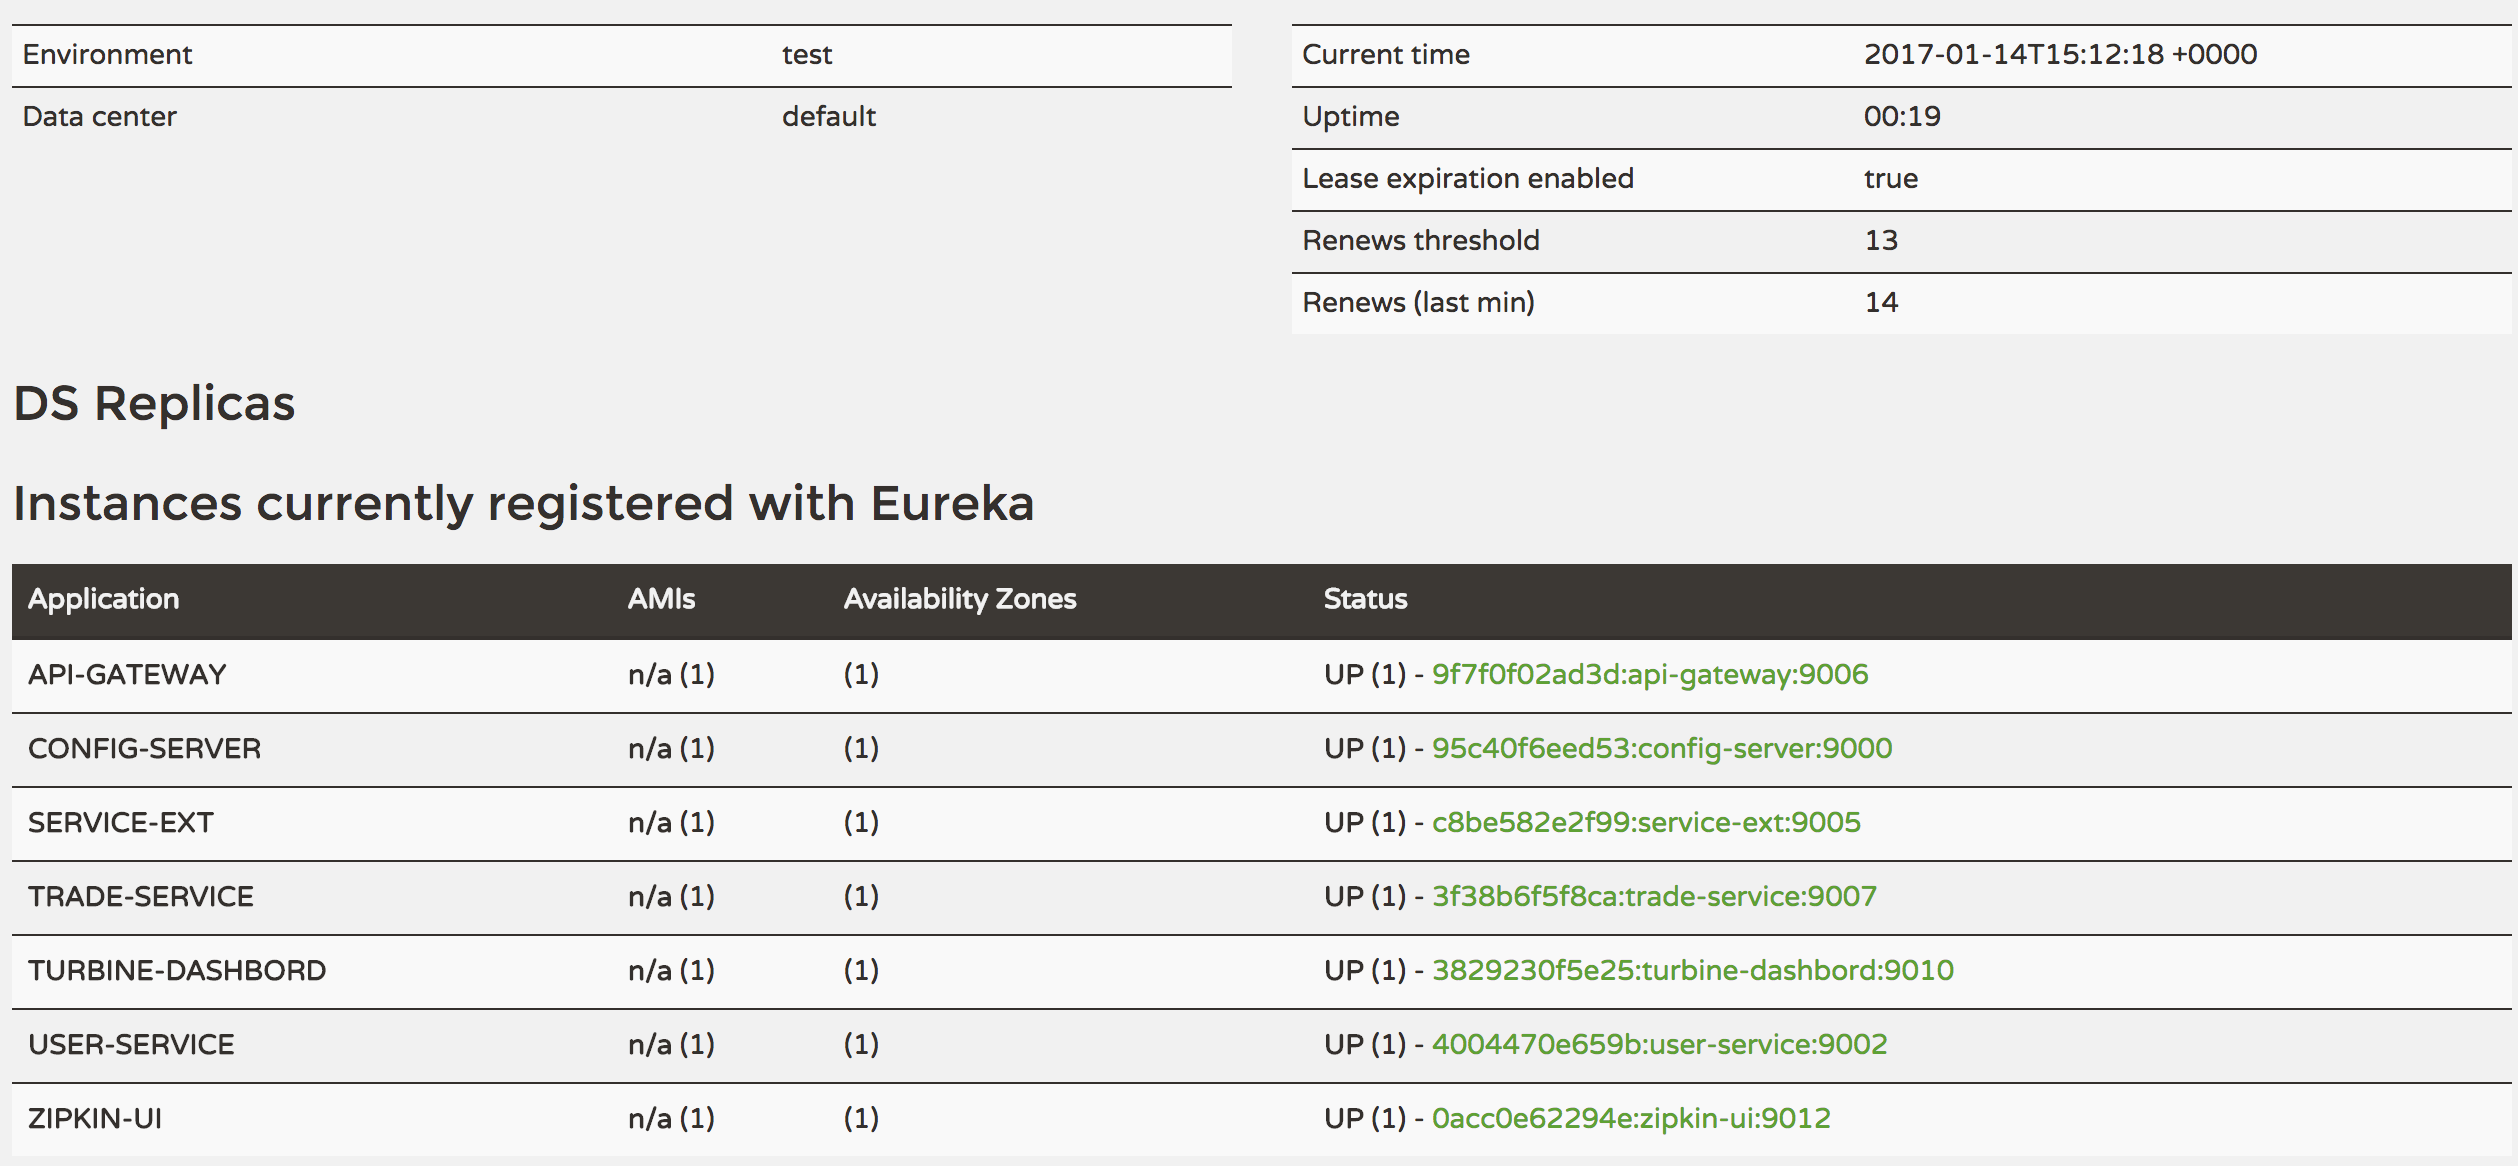 Environment test
Data center default
Current time 2017-01-14T15:12:18 +0000
Uptime 00:19
Lease expiration enabled true
Renews threshold 13
Renews (last min) 14
DS Replicas
Instances currently registered with Eureka
Application AMIs Availability Zones Status
API-GATEWAY n/a (1) (1) UP (1) - 9f7f0f02ad3d:api-gateway:9006
CONFIG-SERVER n/a (1) (1) UP (1) - 95c40f6eed53:config-server:9000
SERVICE-EXT n/a (1) (1) UP (1) - c8be582e2f99:service-ext:9005
TRADE-SERVICE n/a (1) (1) UP (1) - 3f38b6f5f8ca:trade-service:9007
TURBINE-DASHBORD n/a (1) (1) UP (1) - 3829230f5e25:turbine-dashbord:9010
USER-SERVICE n/a (1) (1) UP (1) - 4004470e659b:user-service:9002
ZIPKIN-UI n/a (1) (1) UP (1) - 0acc0e62294e:zipkin-ui:9012